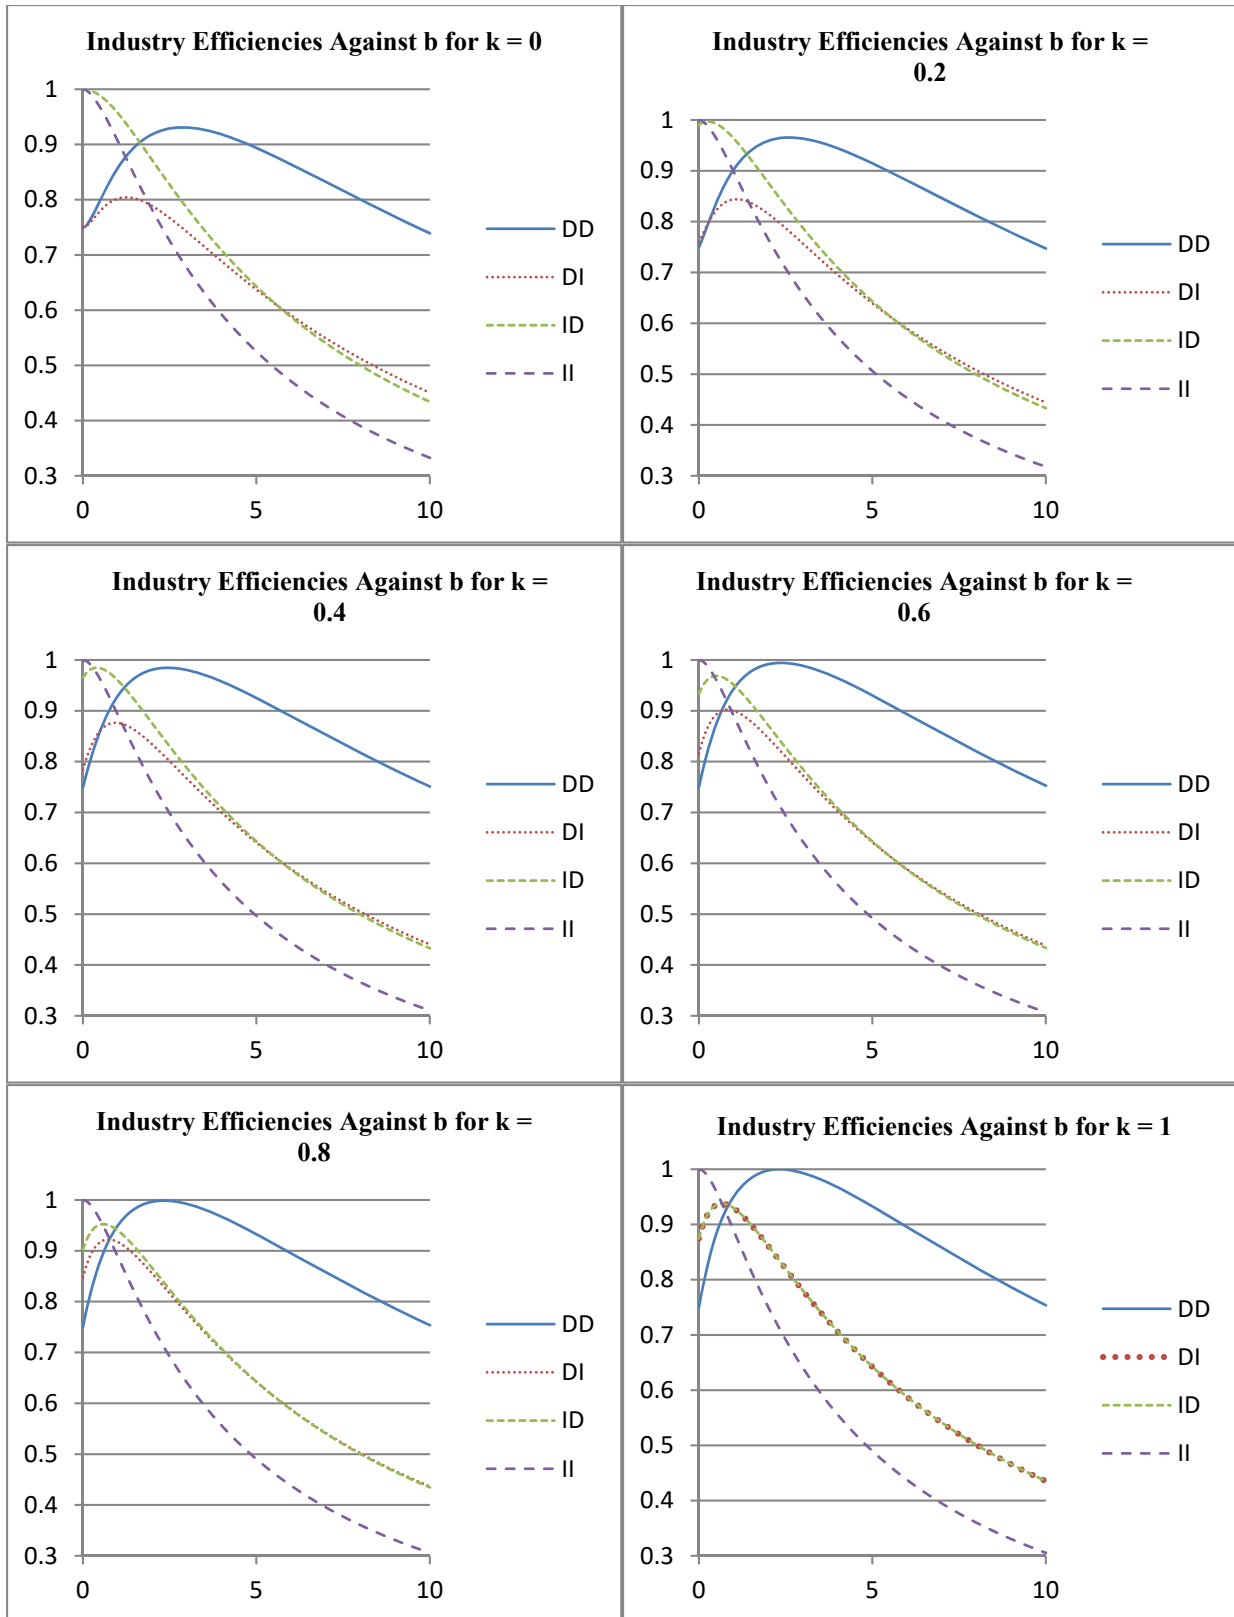 Industry Efficiencies Against b for k = 0
1
0.9
0.8
0.7
0.6
0.5
0.4
0.3
0 5 10
DD
DI
ID
II
Industry Efficiencies Against b for k =
0.2
1
0.9
0.8
0.7
0.6
0.5
0.4
0.3
0 5 10
DD
DI
ID
II
Industry Efficiencies Against b for k =
0.4
1
0.9
0.8
0.7
0.6
0.5
0.4
0.3
0 5 10
DD
DI
ID
II
Industry Efficiencies Against b for k =
0.6
1
0.9
0.8
0.7
0.6
0.5
0.4
0.3
0 5 10
DD
DI
ID
II
Industry Efficiencies Against b for k =
0.8
1
0.9
0.8
0.7
0.6
0.5
0.4
0.3
0 5 10
DD
DI
ID
II
Industry Efficiencies Against b for k = 1
1
0.9
0.8
0.7
0.6
0.5
0.4
0.3
0 5 10
DD
DI
ID
II